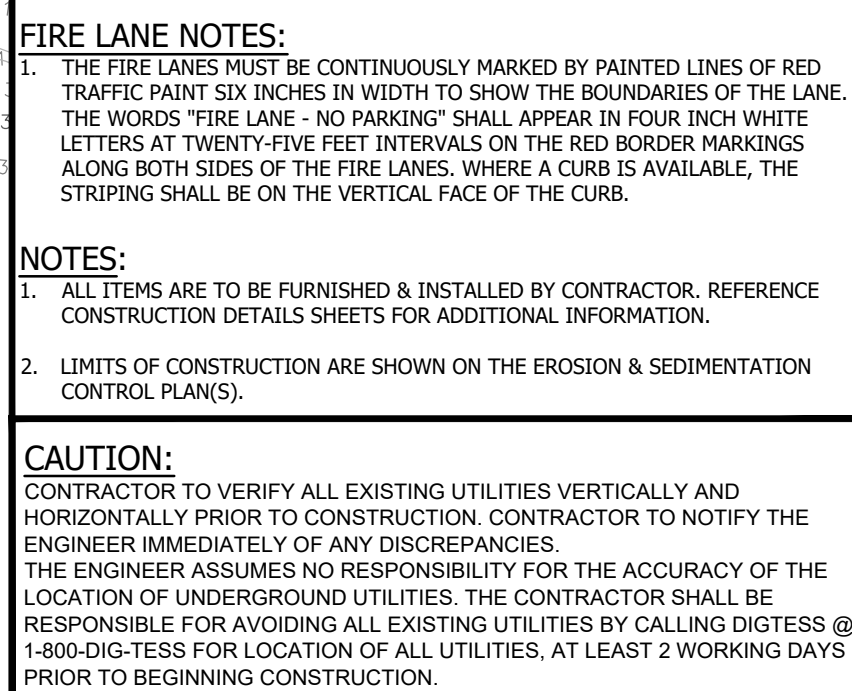 FIRE LANE NOTES:
1. THE FIRE LANES MUST BE CONTINUOUSLY MARKED BY PAINTED LINES OF RED
TRAFFIC PAINT SIX INCHES IN WIDTH TO SHOW THE BOUNDARIES OF THE LANE.
THE WORDS "FIRE LANE - NO PARKING" SHALL APPEAR IN FOUR INCH WHITE
LETTERS AT TWENTY-FIVE FEET INTERVALS ON THE RED BORDER MARKINGS
ALONG BOTH SIDES OF THE FIRE LANES. WHERE A CURB IS AVAILABLE, THE
STRIPING SHALL BE ON THE VERTICAL FACE OF THE CURB.
NOTES:
1. ALL ITEMS ARE TO BE FURNISHED & INSTALLED BY CONTRACTOR. REFERENCE
CONSTRUCTION DETAILS SHEETS FOR ADDITIONAL INFORMATION.
2. LIMITS OF CONSTRUCTION ARE SHOWN ON THE EROSION & SEDIMENTATION
CONTROL PLAN(S).
CAUTION:
CONTRACTOR TO VERIFY ALL EXISTING UTILITIES VERTICALLY AND
HORIZONTALLY PRIOR TO CONSTRUCTION. CONTRACTOR TO NOTIFY THE
ENGINEER IMMEDIATELY OF ANY DISCREPANCIES.
THE ENGINEER ASSUMES NO RESPONSIBILITY FOR THE ACCURACY OF THE
LOCATION OF UNDERGROUND UTILITIES. THE CONTRACTOR SHALL BE
RESPONSIBLE FOR AVOIDING ALL EXISTING UTILITIES BY CALLING DIGTESS @
1-800-DIG-TESS FOR LOCATION OF ALL UTILITIES, AT LEAST 2 WORKING DAYS
PRIOR TO BEGINNING CONSTRUCTION.